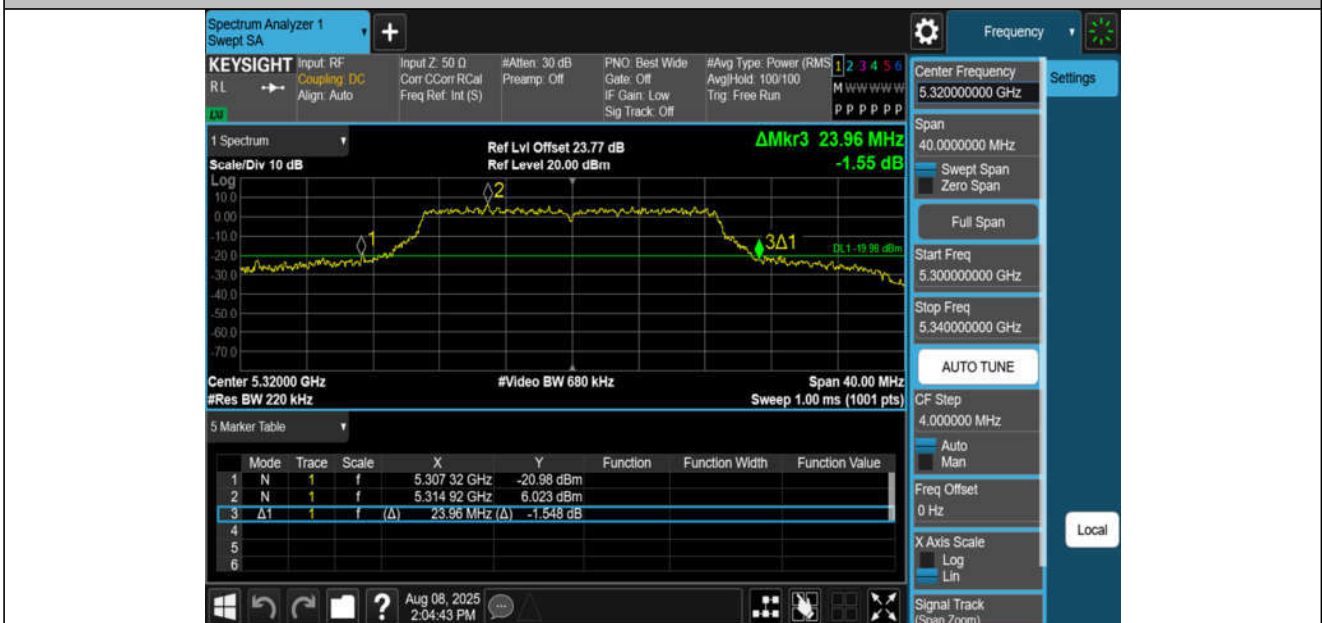 Spectrum Analyzer 1
Swept SA
+
Frequency
KEYSIGHT Input: RF Input Z: 50 Ω #Atten: 30 dB PNO: Best Wide #Avg Type: Power (RMS 1 2 3 4 5 6
RL Coupling: DC Corr CCorr RCal Preamp: Off Gate: Off Avg|Hold: 100/100 M W W W W W
Align: Auto Freq Ref: Int (S) IF Gain: Low Trig: Free Run
Sig Track: Off P P P P P P
1 Spectrum
Scale/Div 10 dB
Ref Lvl Offset 23.77 dB
Ref Level 20.00 dBm
ΔMkr3 23.96 MHz
-1.55 dB
Log
10.0
0.00
-10.0
-20.0
-30.0
-40.0
-50.0
-60.0
-70.0
1
2
3Δ1
DL1 -19.98 dBm
Center 5.32000 GHz #Video BW 680 kHz Span 40.00 MHz
#Res BW 220 kHz Sweep 1.00 ms (1001 pts)
5 Marker Table
Mode Trace Scale X Y Function Function Width Function Value
1 N 1 f 5.307 32 GHz -20.98 dBm
2 N 1 f 5.314 92 GHz 6.023 dBm
3 Δ1 1 f (Δ) 23.96 MHz (Δ) -1.548 dB
4
5
6
?
Aug 08, 2025
2:04:43 PM
Center Frequency
5.320000000 GHz
Span
40.0000000 MHz
Swept Span
Zero Span
Full Span
Start Freq
5.300000000 GHz
Stop Freq
5.340000000 GHz
AUTO TUNE
CF Step
4.000000 MHz
Auto
Man
Freq Offset
0 Hz
X Axis Scale
Log
Lin
Signal Track
(Span Zoom)
Settings
Local